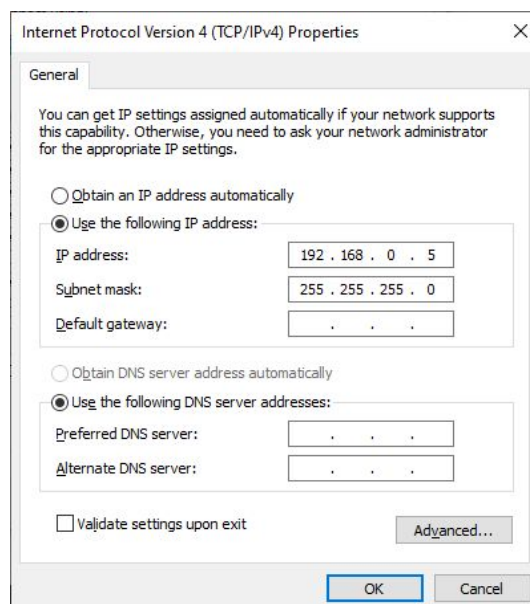 Internet Protocol Version 4 (TCP/IPv4) Properties
General
You can get IP settings assigned automatically if your network supports
this capability. Otherwise, you need to ask your network administrator
for the appropriate IP settings.
Obtain an IP address automatically
Use the following IP address:
IP address: 192 . 168 . 0 . 5
Subnet mask: 255 . 255 . 255 . 0
Default gateway: . . .
Obtain DNS server address automatically
Use the following DNS server addresses:
Preferred DNS server: . . .
Alternate DNS server: . . .
Validate settings upon exit
Advanced...
OK Cancel